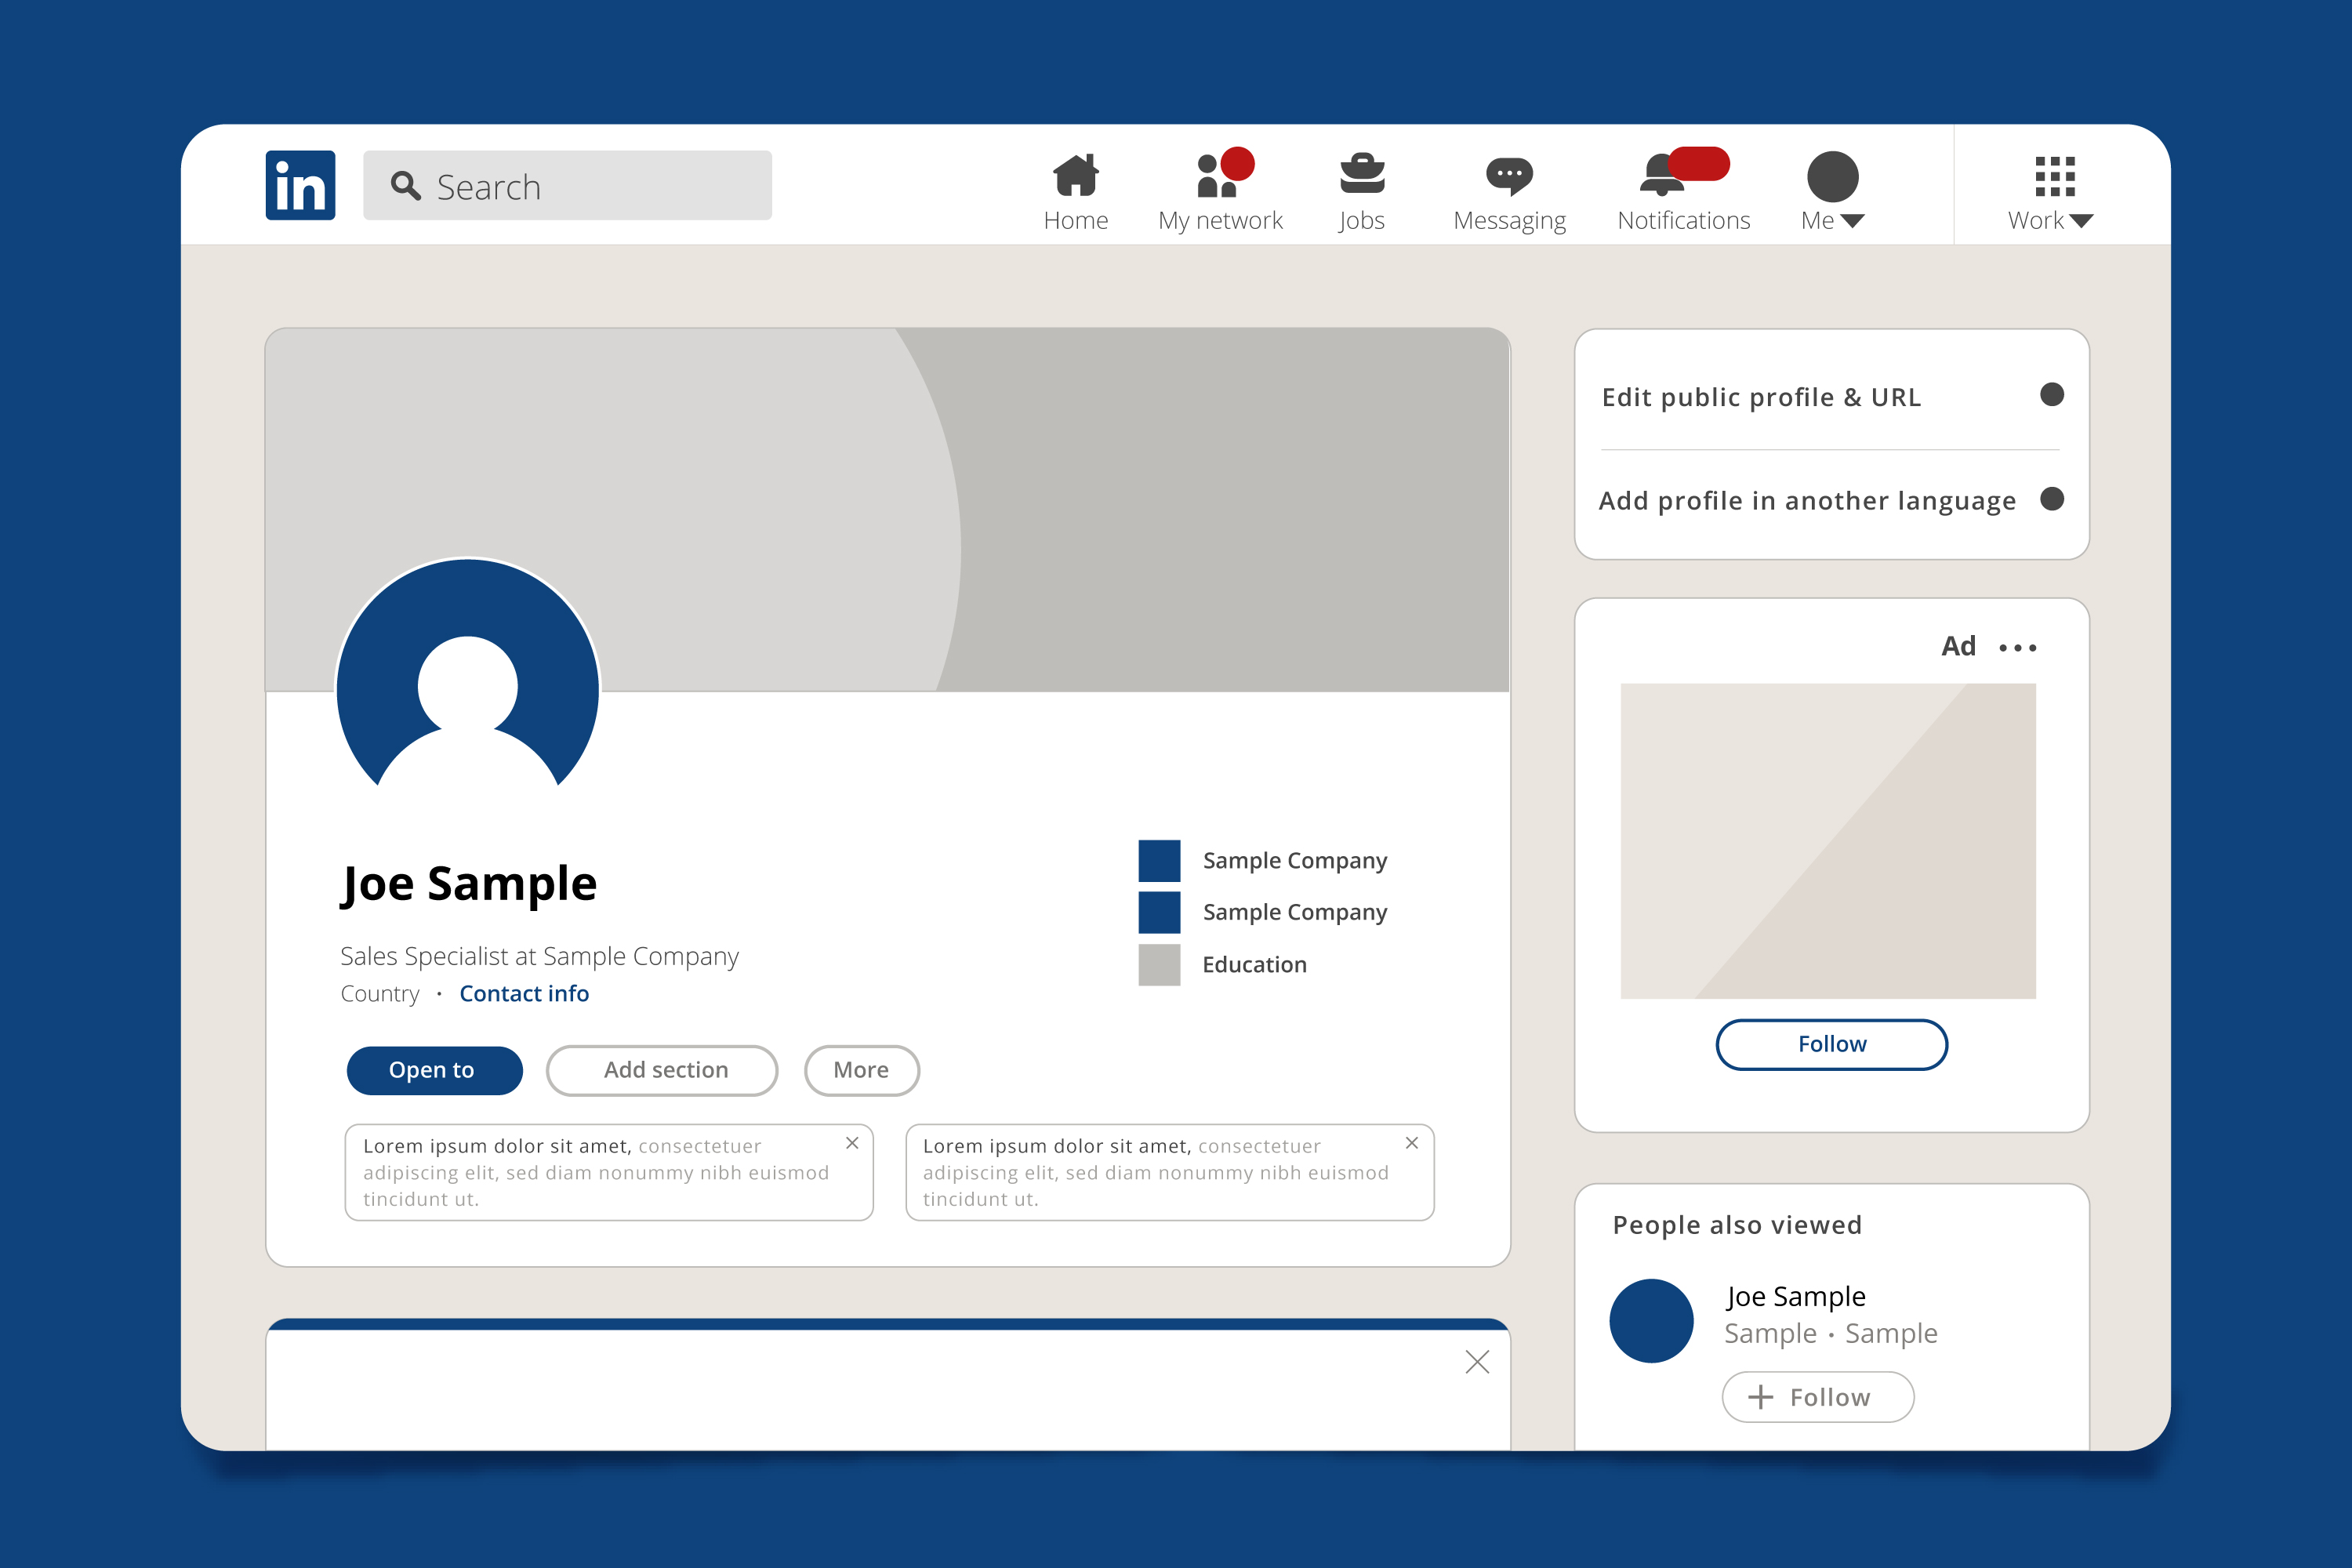 in
Search
Home
My network
Jobs
Messaging
Notifications
Me
Work
Joe Sample
Sales Specialist at Sample Company
Country • Contact info
Sample Company
Sample Company
Education
Open to
Add section
More
Lorem ipsum dolor sit amet, consectetuer
adipiscing elit, sed diam nonummy nibh euismod
tincidunt ut.
Lorem ipsum dolor sit amet, consectetuer
adipiscing elit, sed diam nonummy nibh euismod
tincidunt ut.
Edit public profile & URL
Add profile in another language
Ad
Follow
People also viewed
Joe Sample
Sample • Sample
+ Follow